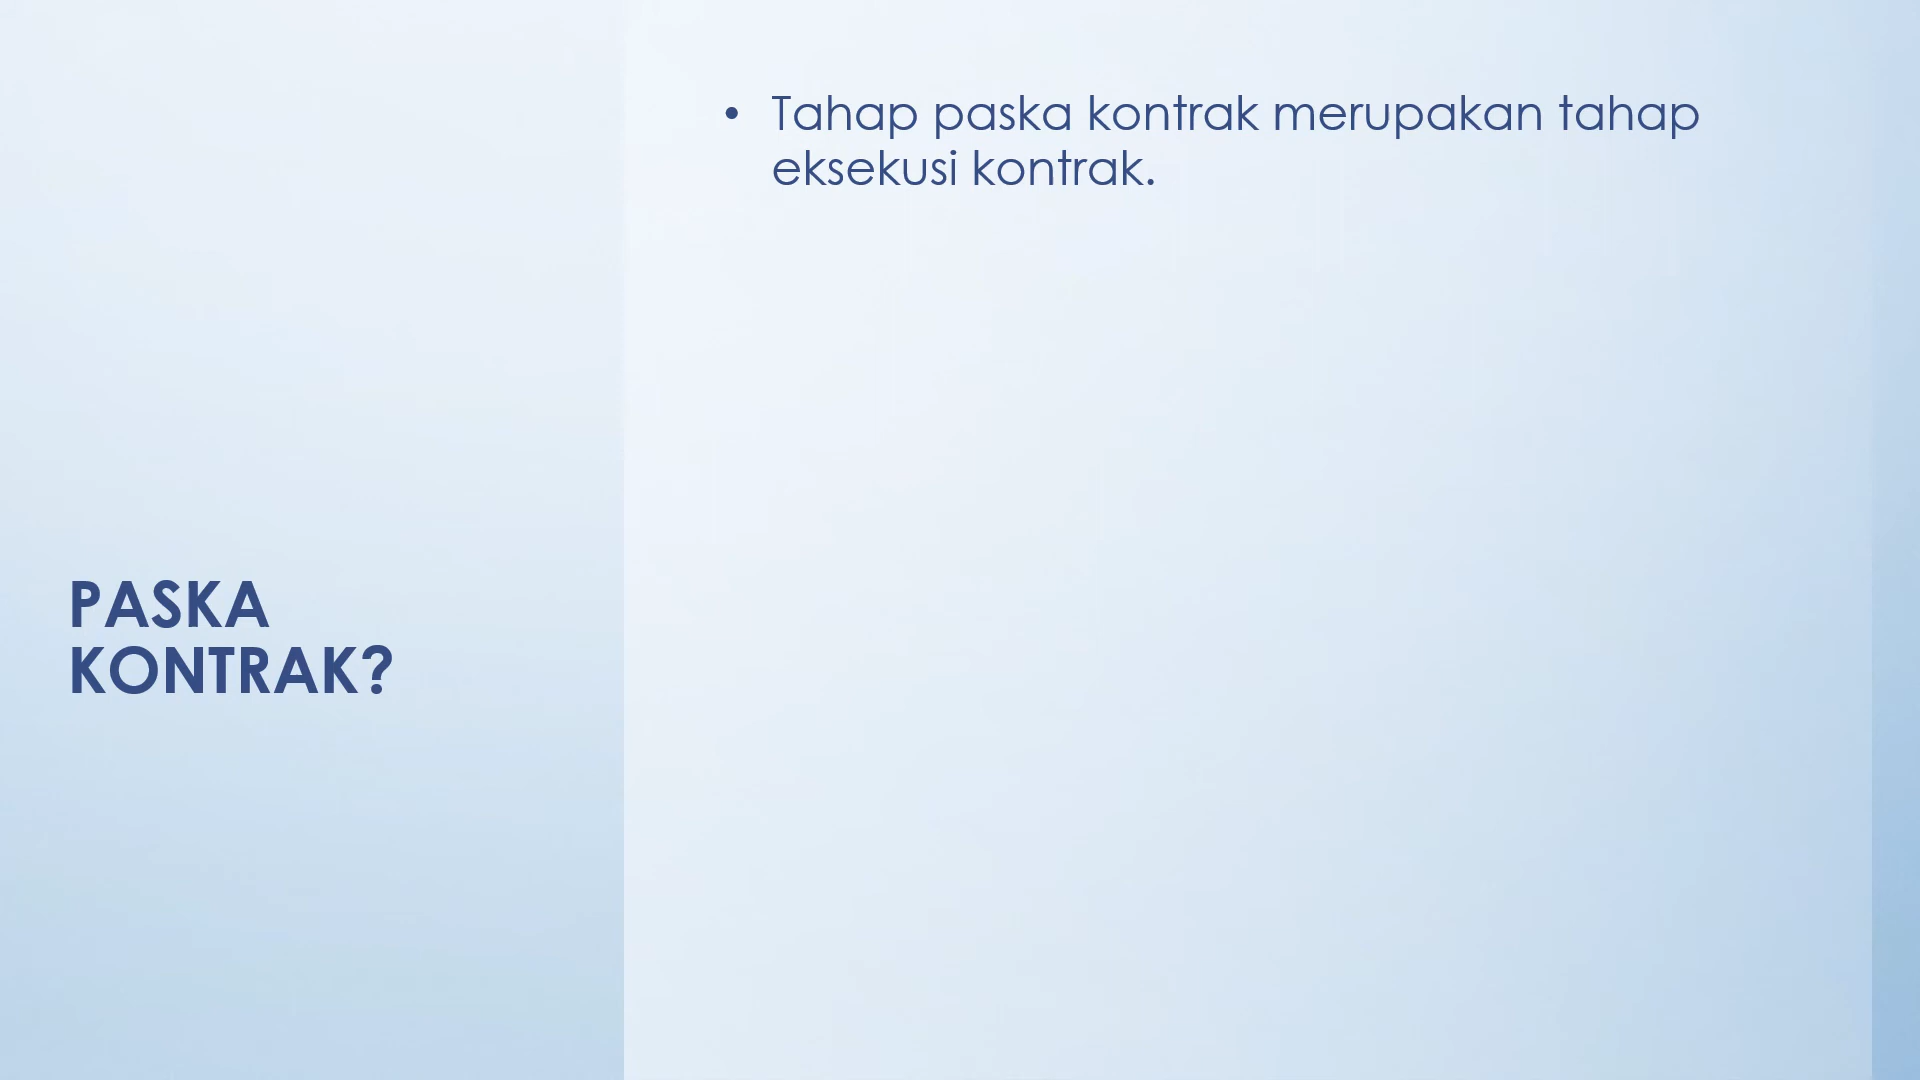 PASKA
KONTRAK?
• Tahap paska kontrak merupakan tahap
eksekusi kontrak.